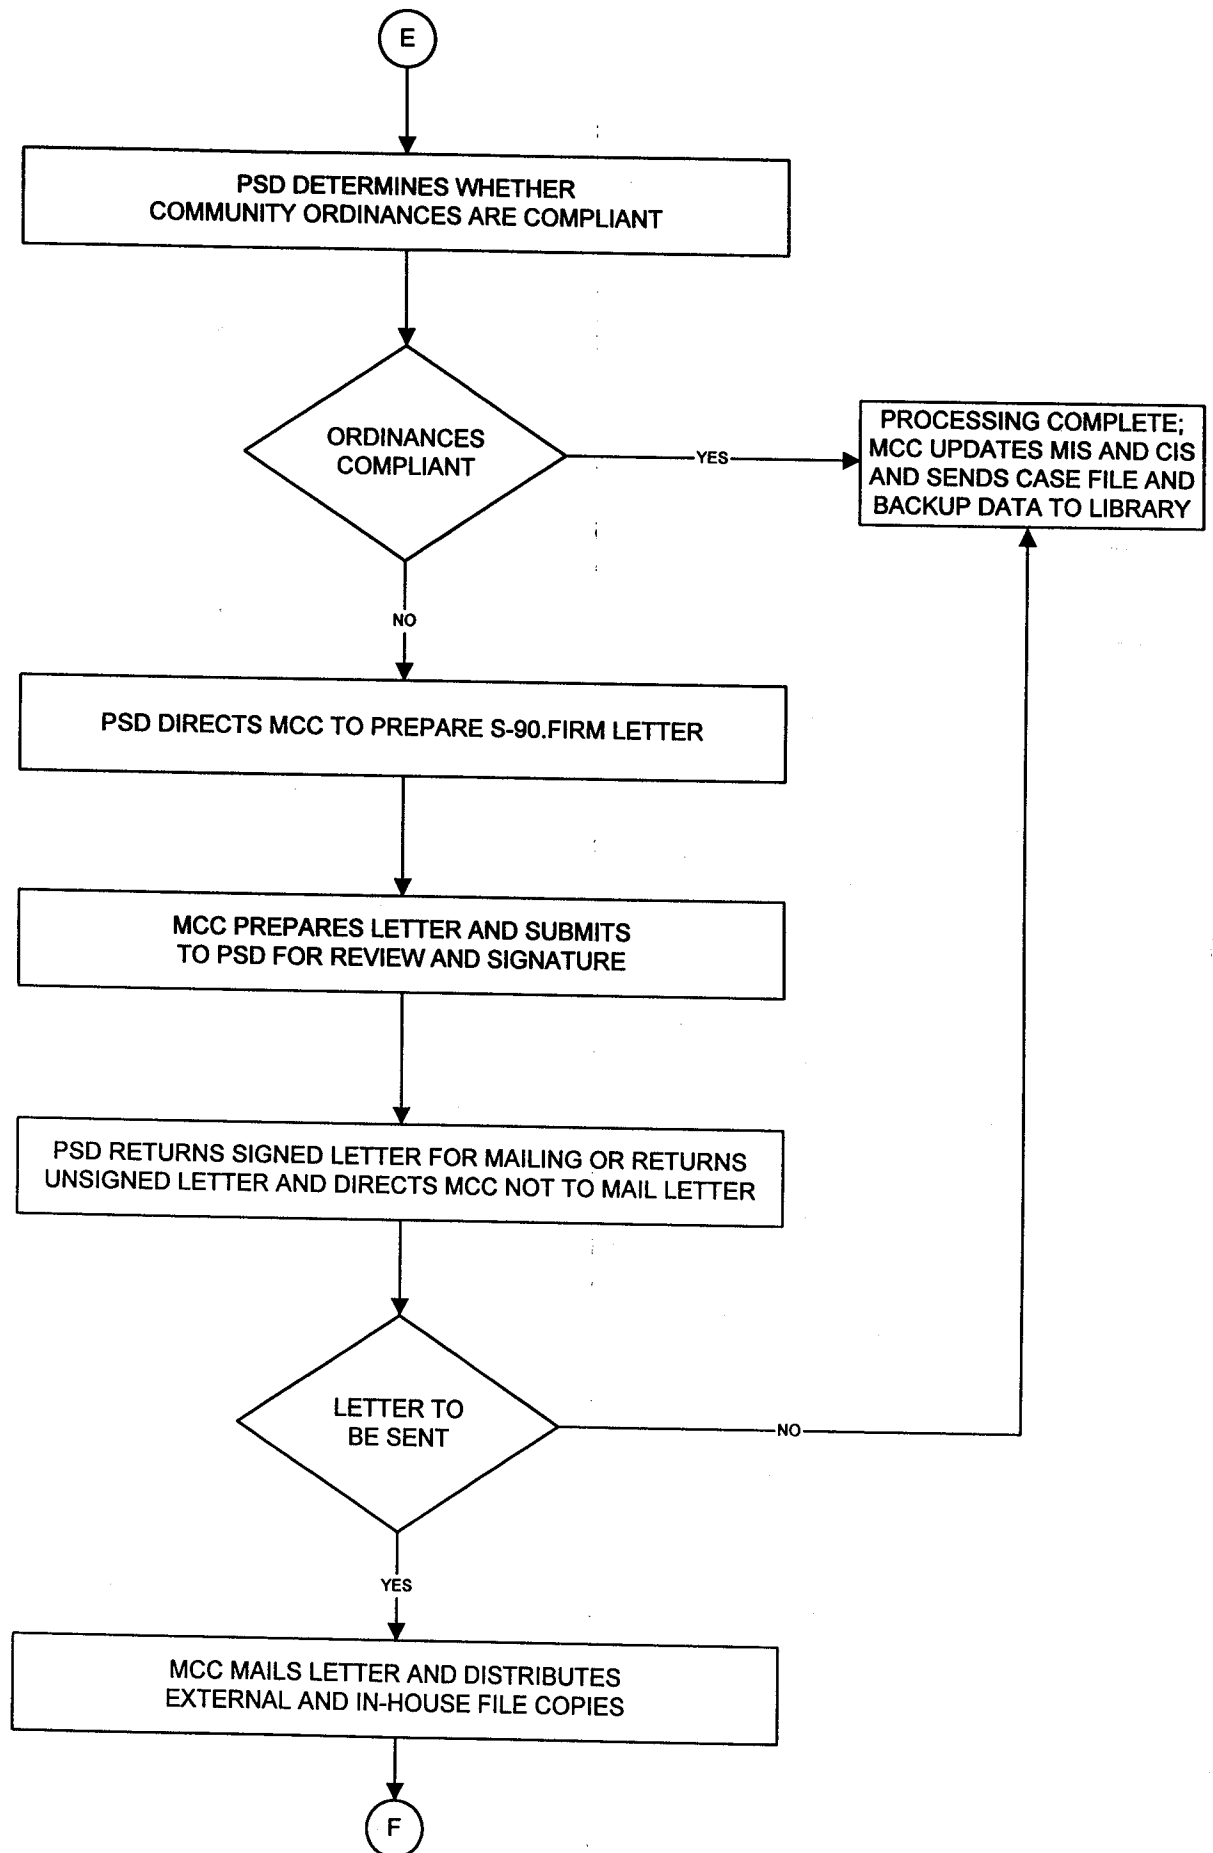 E
PSD DETERMINES WHETHER
COMMUNITY ORDINANCES ARE COMPLIANT
ORDINANCES
COMPLIANT
YES
PROCESSING COMPLETE;
MCC UPDATES MIS AND CIS
AND SENDS CASE FILE AND
BACKUP DATA TO LIBRARY
NO
PSD DIRECTS MCC TO PREPARE S-90.FIRM LETTER
MCC PREPARES LETTER AND SUBMITS
TO PSD FOR REVIEW AND SIGNATURE
PSD RETURNS SIGNED LETTER FOR MAILING OR RETURNS
UNSIGNED LETTER AND DIRECTS MCC NOT TO MAIL LETTER
LETTER TO
BE SENT
NO
YES
MCC MAILS LETTER AND DISTRIBUTES
EXTERNAL AND IN-HOUSE FILE COPIES
F